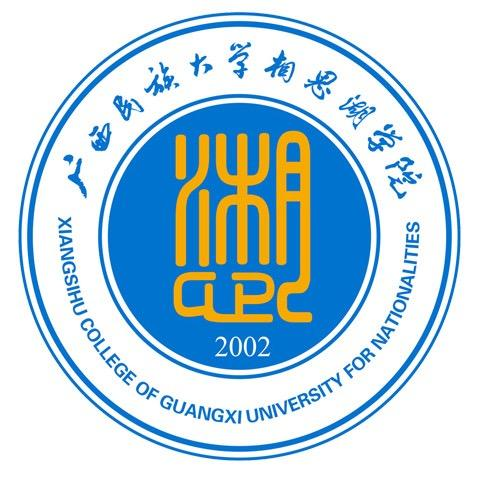 广西民族大学相思湖学院
湖
2002
XIANGSIHU COLLEGE OF GUANGXI UNIVERSITY FOR NATIONALITIES